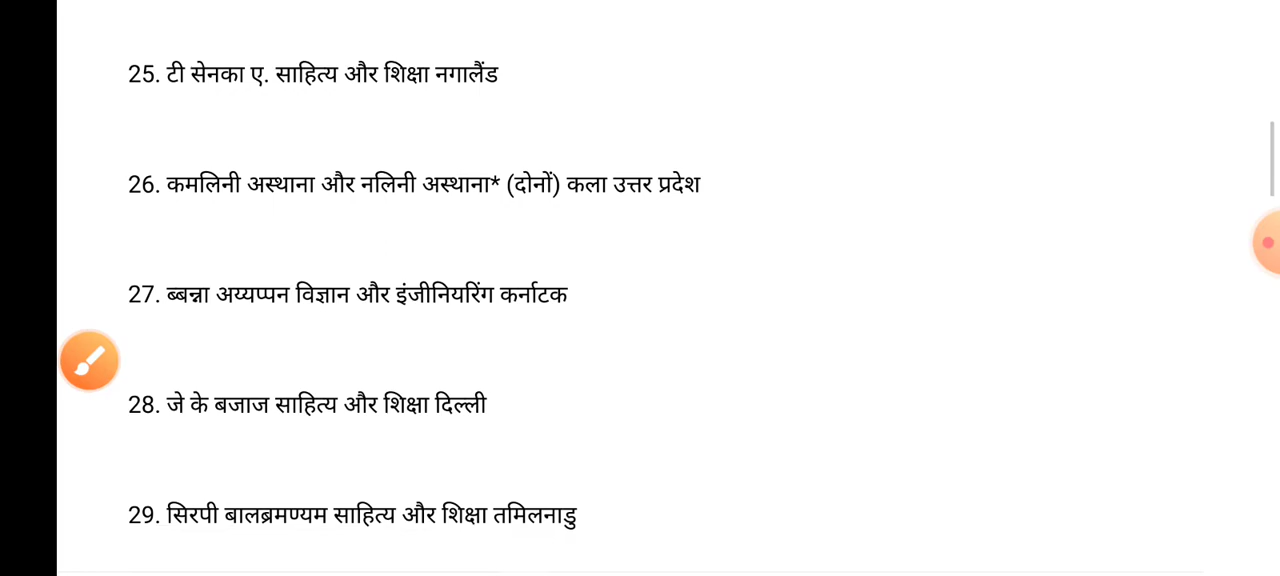 25. टी सेनका ए. साहित्य और शिक्षा नगालैंड
26. कमलिनी अस्थाना और नलिनी अस्थाना* (दोनों) कला उत्तर प्रदेश
27. ब्बन्ना अय्यप्पन विज्ञान और इंजीनियरिंग कर्नाटक
28. जे के बजाज साहित्य और शिक्षा दिल्ली
29. सिरपी बालब्रमण्यम साहित्य और शिक्षा तमिलनाडु